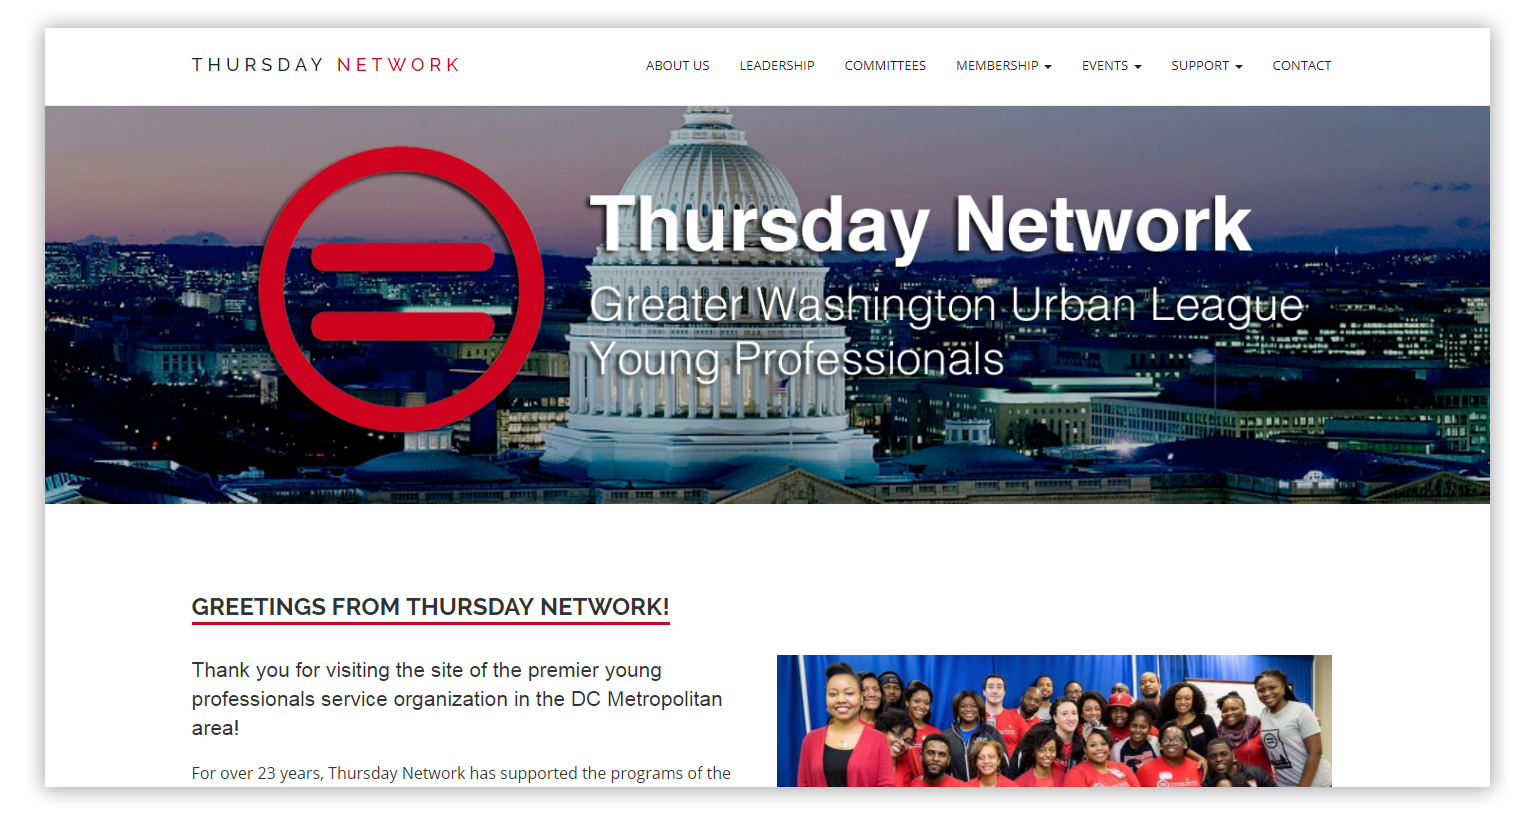 THURSDAY NETWORK
ABOUT US
LEADERSHIP
COMMITTEES
MEMBERSHIP
EVENTS
SUPPORT
CONTACT
Thursday Network
Greater Washington Urban League
Young Professionals
GREETINGS FROM THURSDAY NETWORK!
Thank you for visiting the site of the premier young
professionals service organization in the DC Metropolitan
area!
For over 23 years, Thursday Network has supported the programs of the